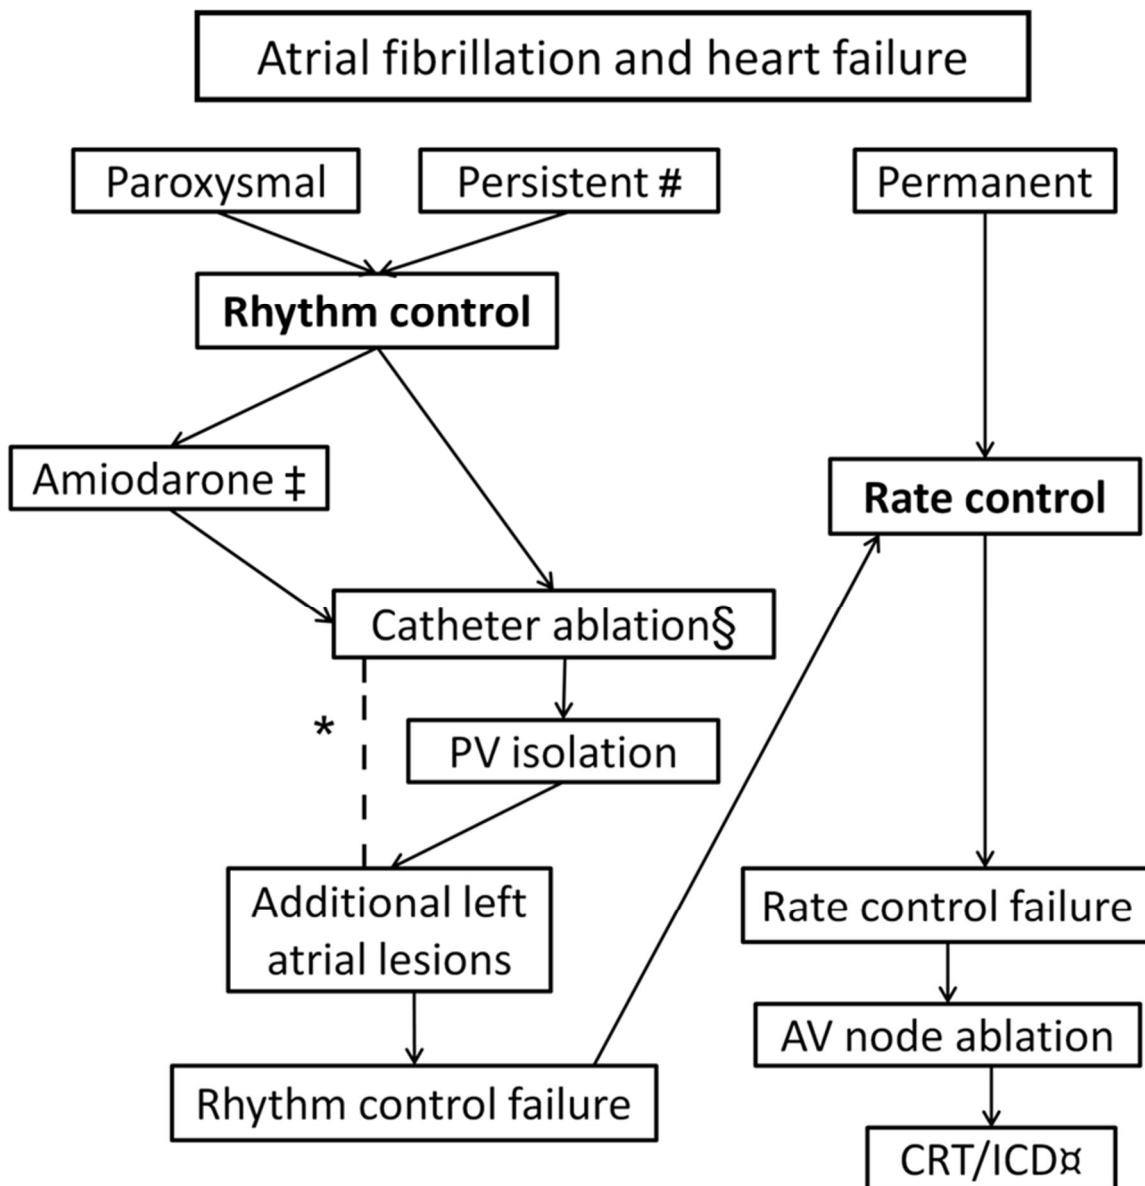 Atrial fibrillation and heart failure
Paroxysmal
Persistent #
Permanent
Rhythm control
Amiodarone ‡
Rate control
Catheter ablation§
*
PV isolation
Additional left
atrial lesions
Rate control failure
AV node ablation
Rhythm control failure
CRT/ICD¤